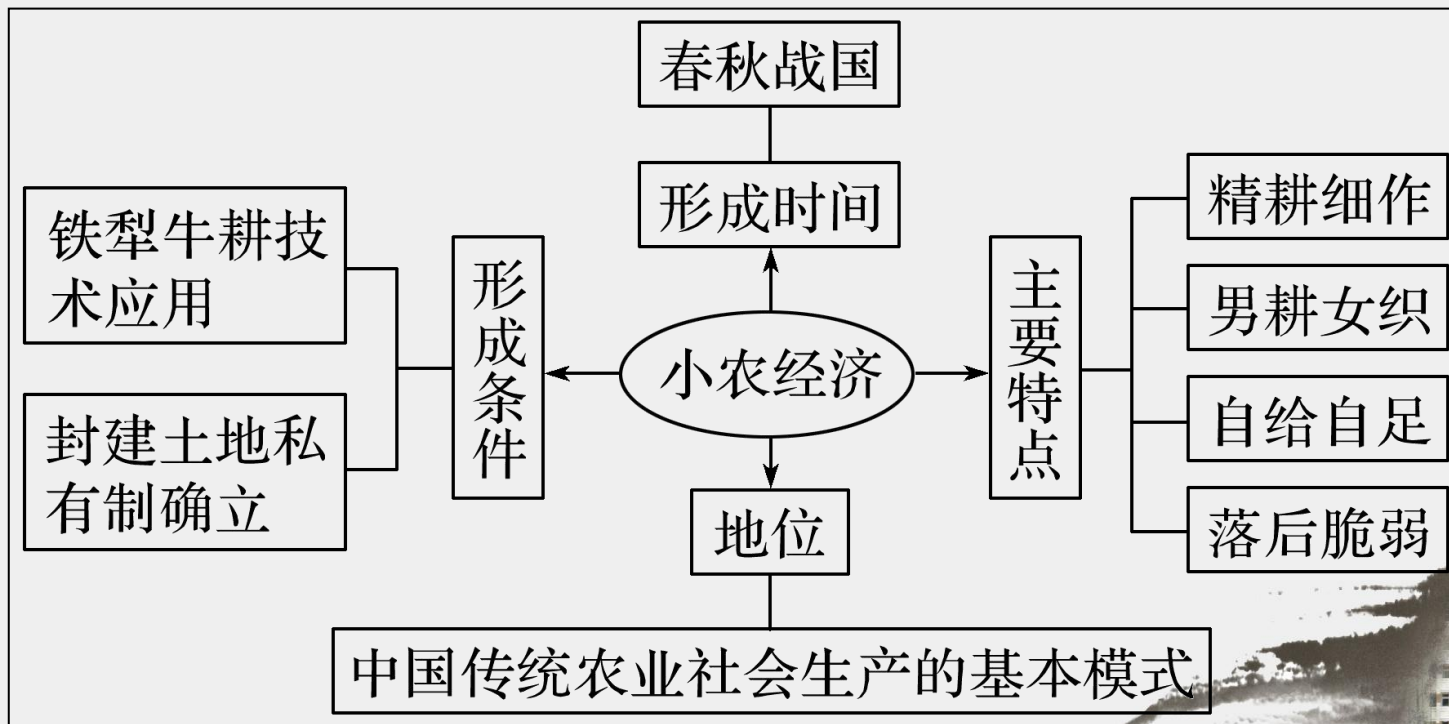 春秋战国
形成时间
铁犁牛耕技
术应用
封建土地私
有制确立
形成条件
小农经济
主要特点
精耕细作
男耕女织
自给自足
落后脆弱
地位
中国传统农业社会生产的基本模式